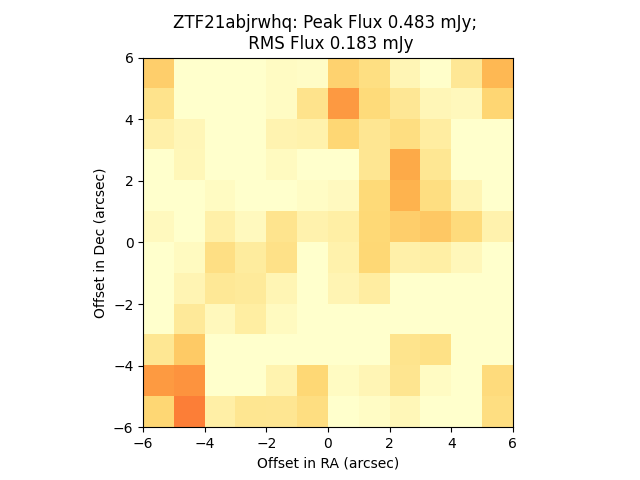 ZTF21abjrwhq: Peak Flux 0.483 mJy;
RMS Flux 0.183 mJy
6
4
2
0
−2
−4
−6
Offset in Dec (arcsec)
−6 −4 −2 0 2 4 6
Offset in RA (arcsec)